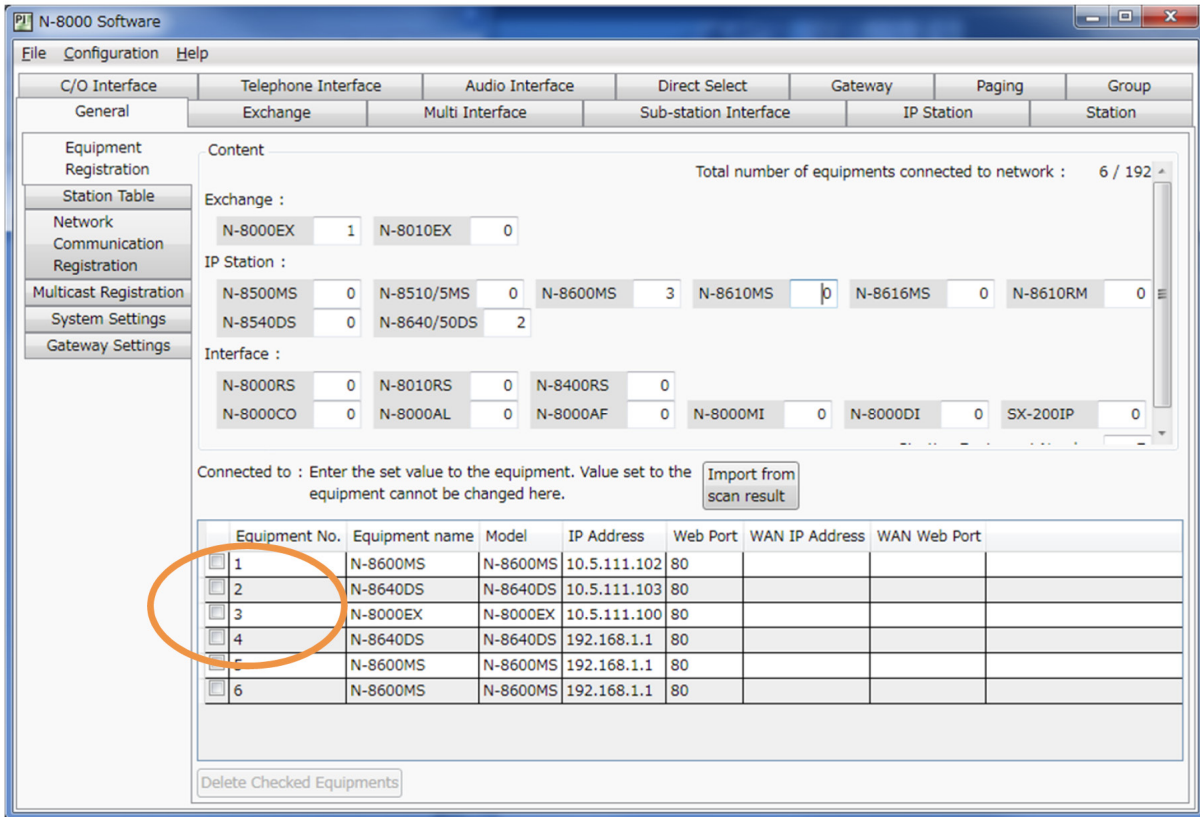 N-8000 Software
File Configuration Help
C/O Interface Telephone Interface Audio Interface Direct Select Gateway Paging Group
General Exchange Multi Interface Sub-station Interface IP Station Station
Equipment
Registration
Station Table
Network
Communication
Registration
Multicast Registration
System Settings
Gateway Settings
Content
Total number of equipments connected to network : 6 / 192
Exchange :
N-8000EX 1 N-8010EX 0
IP Station :
N-8500MS 0 N-8510/5MS 0 N-8600MS 3 N-8610MS 0 N-8616MS 0 N-8610RM 0
N-8540DS 0 N-8640/50DS 2
Interface :
N-8000RS 0 N-8010RS 0 N-8400RS 0
N-8000CO 0 N-8000AL 0 N-8000AF 0 N-8000MI 0 N-8000DI 0 SX-200IP 0
Connected to : Enter the set value to the equipment. Value set to the
equipment cannot be changed here.
Import from
scan result
Equipment No. Equipment name Model IP Address Web Port WAN IP Address WAN Web Port
1 N-8600MS N-8600MS 10.5.111.102 80
2 N-8640DS N-8640DS 10.5.111.103 80
3 N-8000EX N-8000EX 10.5.111.100 80
4 N-8640DS N-8640DS 192.168.1.1 80
5 N-8600MS N-8600MS 192.168.1.1 80
6 N-8600MS N-8600MS 192.168.1.1 80
Delete Checked Equipments